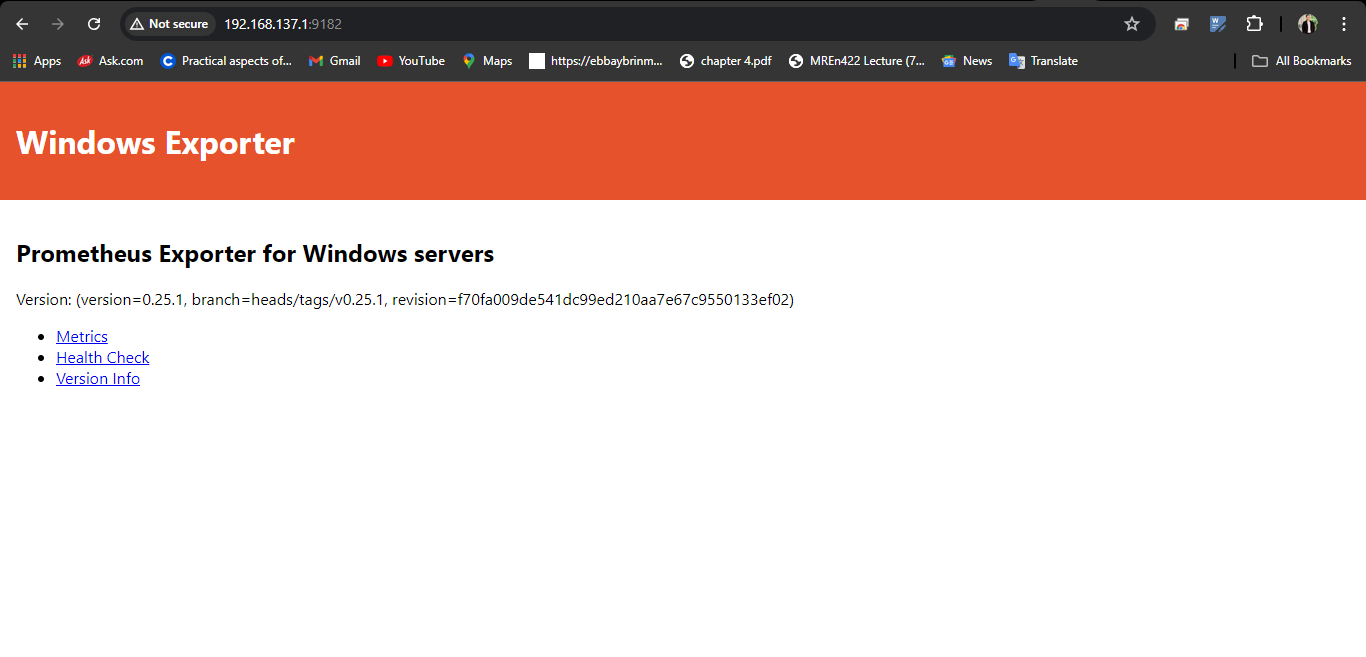 Not secure 192.168.137.1:9182
Apps Ask Ask.com Practical aspects of... Gmail YouTube Maps https://ebbaybrinm... chapter 4.pdf MREn422 Lecture (7... News Translate All Bookmarks
Windows Exporter
Prometheus Exporter for Windows servers
Version: (version=0.25.1, branch=heads/tags/v0.25.1, revision=f70fa009de541dc99ed210aa7e67c9550133ef02)
Metrics
Health Check
Version Info